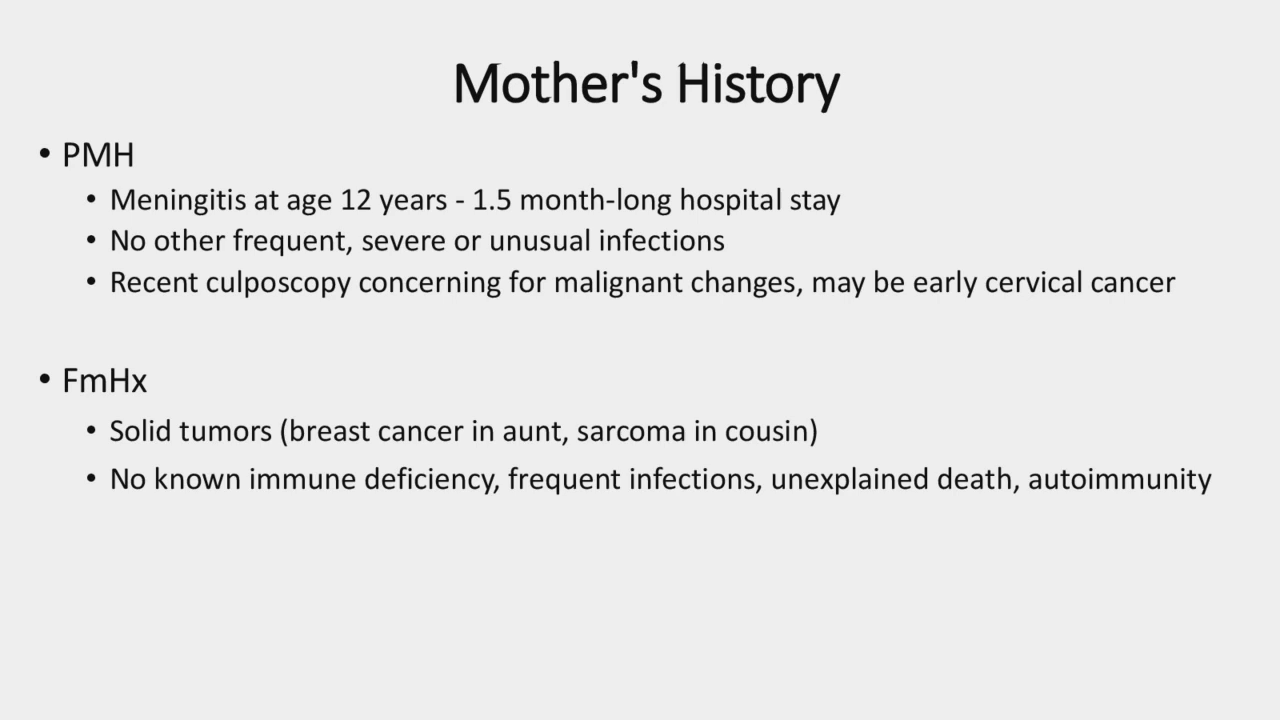 Mother's History
• PMH
• Meningitis at age 12 years - 1.5 month-long hospital stay
• No other frequent, severe or unusual infections
• Recent culposcopy concerning for malignant changes, may be early cervical cancer
• FmHx
• Solid tumors (breast cancer in aunt, sarcoma in cousin)
• No known immune deficiency, frequent infections, unexplained death, autoimmunity